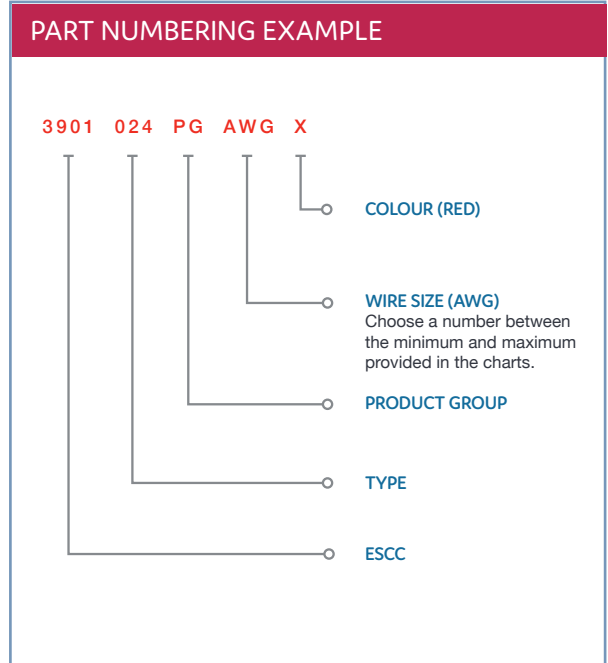 PART NUMBERING EXAMPLE
3901 024 PG AWG X
COLOUR (RED)
WIRE SIZE (AWG)
Choose a number between
the minimum and maximum
provided in the charts.
PRODUCT GROUP
TYPE
ESCC